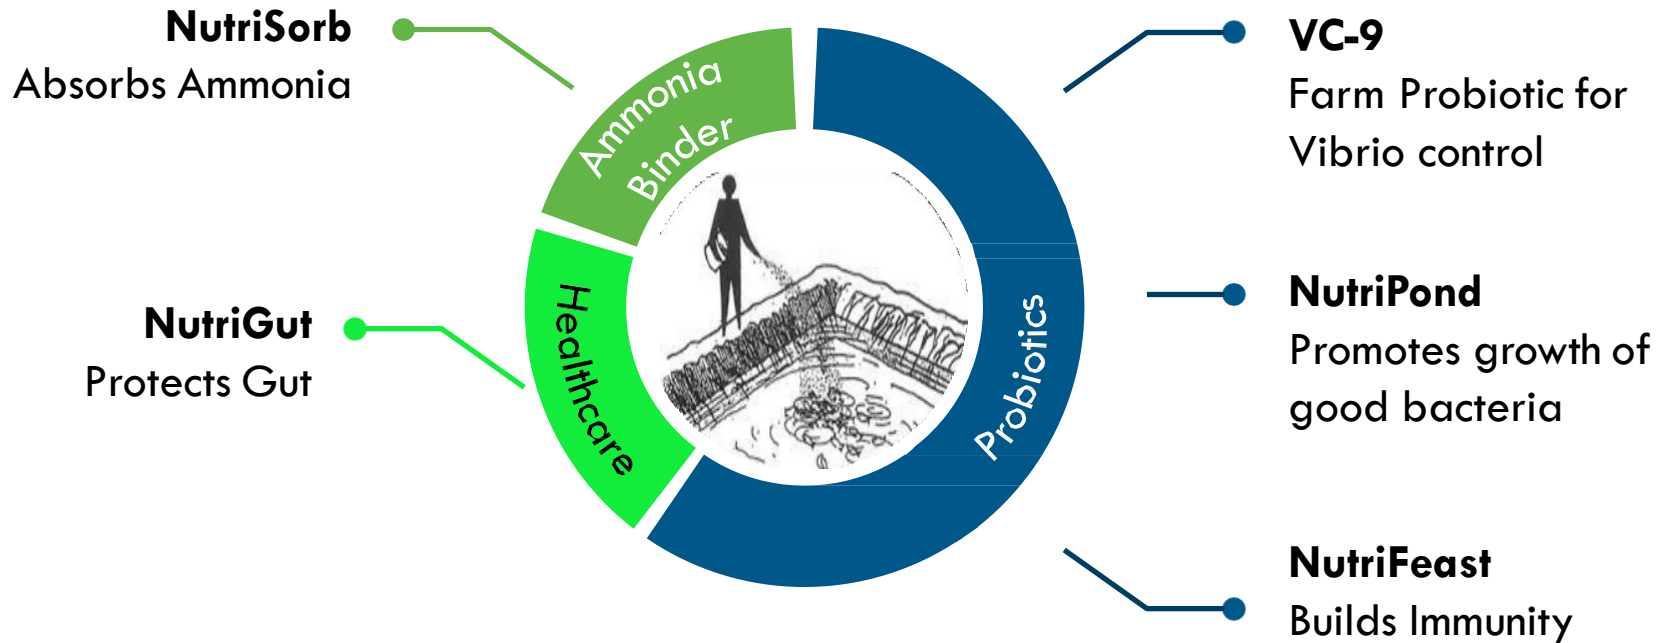 NutriSorb
Absorbs Ammonia
NutriGut
Protects Gut
Ammonia
Binder
Healthcare
Probiotics
VC-9
Farm Probiotic for
Vibrio control
NutriPond
Promotes growth of
good bacteria
NutriFeast
Builds Immunity